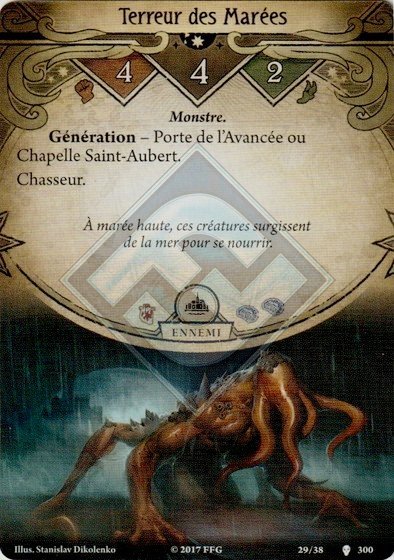 Terreur des Marées
4 4 2
Monstre.
Génération – Porte de l'Avancée ou
Chapelle Saint-Aubert.
Chasseur.
À marée haute, ces créatures surgissent
de la mer pour se nourrir.
ENNEMI
Illus. Stanislav Dikolenko © 2017 FFG 29/38 300